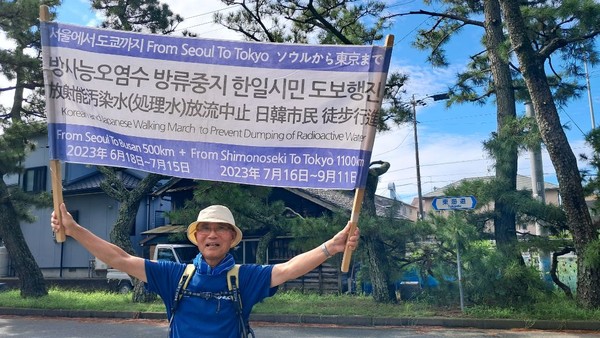 서울에서 도쿄까지 From Seoul To Tokyo ソウルから東京まで
방사능오염수 방류중지 한일시민 도보행진
放射能汚染水(処理水)放流中止 日韓市民 徒歩行進
Korean Japanese Walking March to Prevent Dumping of Radioactive Water
From Seoul To Busan 500km + From Shimonoseki To Tokyo 1100km
2023年 6月18日~7月15日 2023年 7月16日~9月11日
東海道